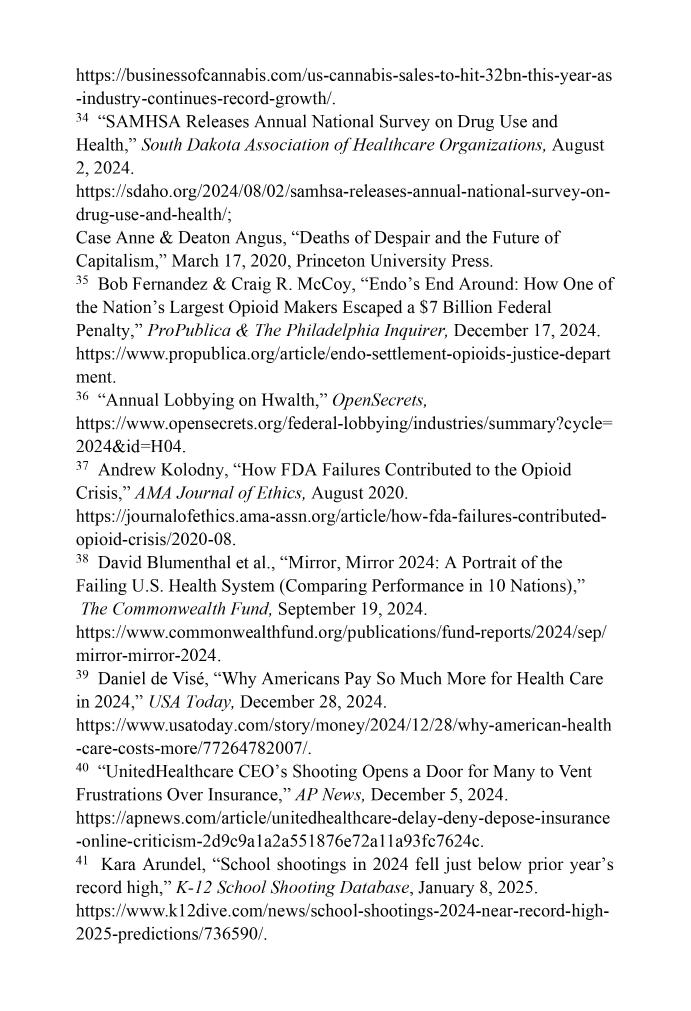 https://businessofcannabis.com/us-cannabis-sales-to-hit-32bn-this-year-as
-industry-continues-record-growth/.
34 “SAMHSA Releases Annual National Survey on Drug Use and
Health,” South Dakota Association of Healthcare Organizations, August
2, 2024.
https://sdaho.org/2024/08/02/samhsa-releases-annual-national-survey-on-
drug-use-and-health/;
Case Anne & Deaton Angus, “Deaths of Despair and the Future of
Capitalism,” March 17, 2020, Princeton University Press.
35 Bob Fernandez & Craig R. McCoy, “Endo’s End Around: How One of
the Nation’s Largest Opioid Makers Escaped a $7 Billion Federal
Penalty,” ProPublica & The Philadelphia Inquirer, December 17, 2024.
https://www.propublica.org/article/endo-settlement-opioids-justice-depart
ment.
36 “Annual Lobbying on Hwalth,” OpenSecrets,
https://www.opensecrets.org/federal-lobbying/industries/summary?cycle=
2024&id=H04.
37 Andrew Kolodny, “How FDA Failures Contributed to the Opioid
Crisis,” AMA Journal of Ethics, August 2020.
https://journalofethics.ama-assn.org/article/how-fda-failures-contributed-
opioid-crisis/2020-08.
38 David Blumenthal et al., “Mirror, Mirror 2024: A Portrait of the
Failing U.S. Health System (Comparing Performance in 10 Nations),”
The Commonwealth Fund, September 19, 2024.
https://www.commonwealthfund.org/publications/fund-reports/2024/sep/
mirror-mirror-2024.
39 Daniel de Visé, “Why Americans Pay So Much More for Health Care
in 2024,” USA Today, December 28, 2024.
https://www.usatoday.com/story/money/2024/12/28/why-american-health
-care-costs-more/77264782007/.
40 “UnitedHealthcare CEO’s Shooting Opens a Door for Many to Vent
Frustrations Over Insurance,” AP News, December 5, 2024.
https://apnews.com/article/unitedhealthcare-delay-deny-depose-insurance
-online-criticism-2d9c9a1a2a551876e72a11a93fc7624c.
41 Kara Arundel, “School shootings in 2024 fell just below prior year’s
record high,” K-12 School Shooting Database, January 8, 2025.
https://www.k12dive.com/news/school-shootings-2024-near-record-high-
2025-predictions/736590/.